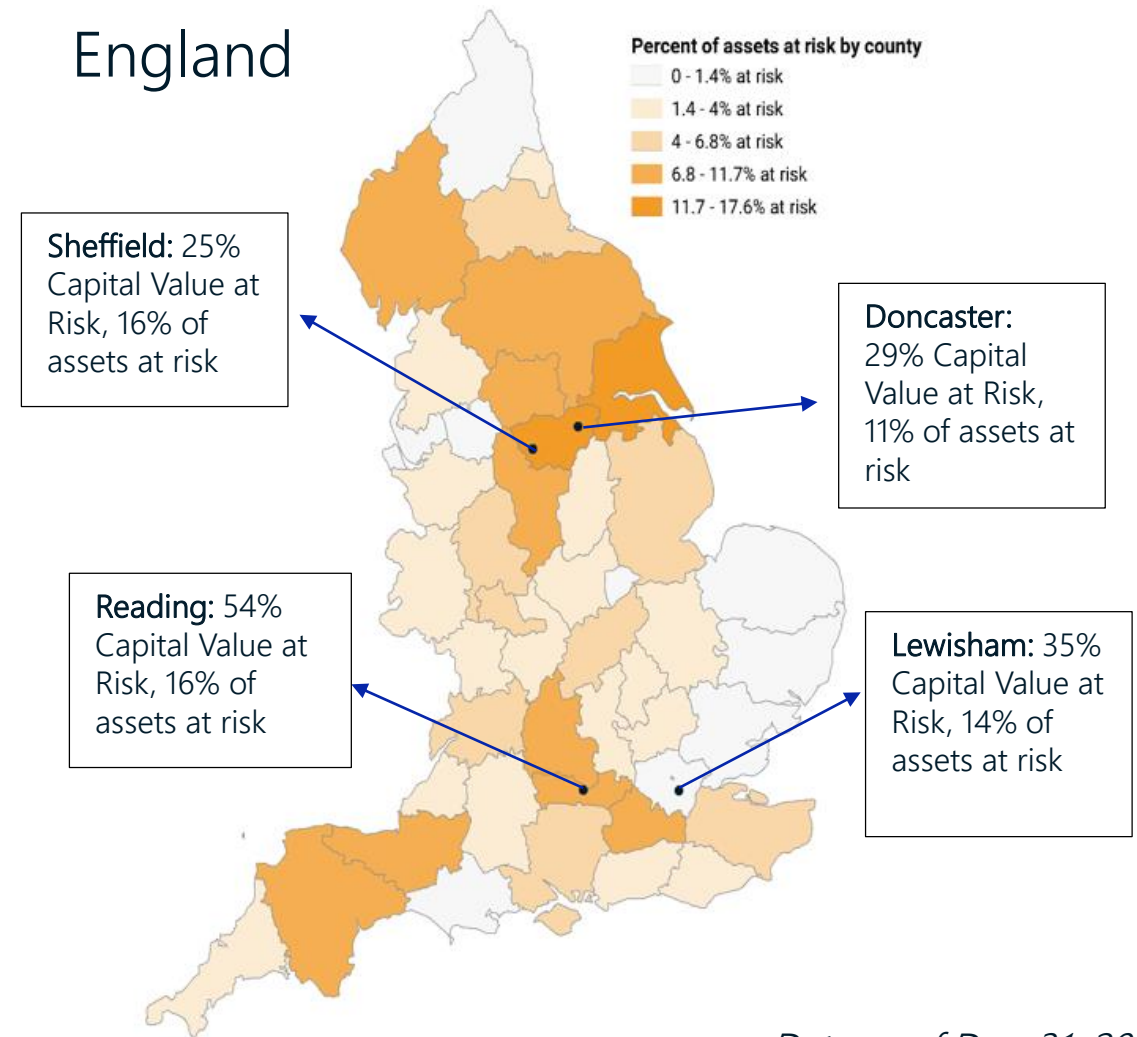 England
Percent of assets at risk by county
0 - 1.4% at risk
1.4 - 4% at risk
4 - 6.8% at risk
6.8 - 11.7% at risk
11.7 - 17.6% at risk
Sheffield: 25%
Capital Value at
Risk, 16% of
assets at risk
Doncaster:
29% Capital
Value at Risk,
11% of assets at
risk
Reading: 54%
Capital Value at
Risk, 16% of
assets at risk
Lewisham: 35%
Capital Value at
Risk, 14% of
assets at risk